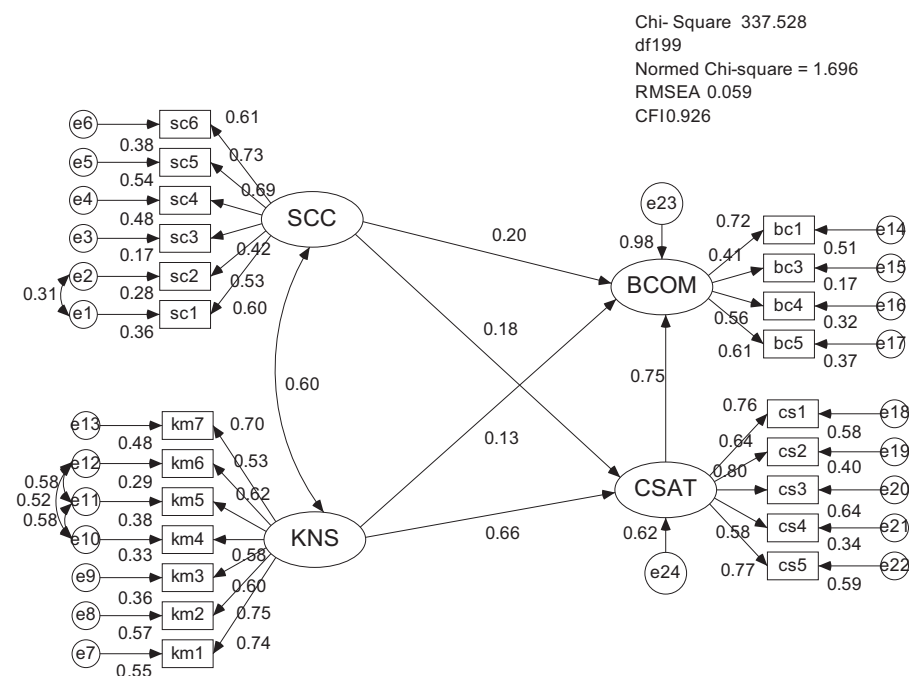 Chi- Square 337.528
df199
Normed Chi-square = 1.696
RMSEA 0.059
CFI0.926
e6
sc6
0.61
0.38
e5
sc5
0.73
0.54
e4
sc4
0.69
0.48
e3
sc3
0.17
e2
sc2
0.42
0.28
0.31
e1
sc1
0.53
0.36
0.60
SCC
0.20
0.18
0.60
e13
km7
0.70
0.48
e12
km6
0.53
0.29
0.58
e11
km5
0.62
0.52
0.38
0.58
e10
km4
0.33
e9
km3
0.58
0.36
0.60
e8
km2
0.75
0.57
e7
km1
0.74
0.55
KNS
0.13
0.66
e23
0.98
BCOM
0.72
bc1
e14
0.51
0.41
bc3
e15
0.17
bc4
e16
0.56
0.32
bc5
e17
0.61
0.37
0.75
CSAT
0.62
e24
0.76
cs1
e18
0.58
0.64
cs2
e19
0.40
0.80
cs3
e20
0.64
cs4
e21
0.58
0.34
cs5
e22
0.77
0.59